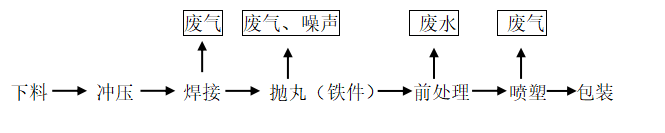 废气 废气、噪声 废水 废气
下料 冲压 焊接 抛丸（铁件） 前处理 喷塑 包装